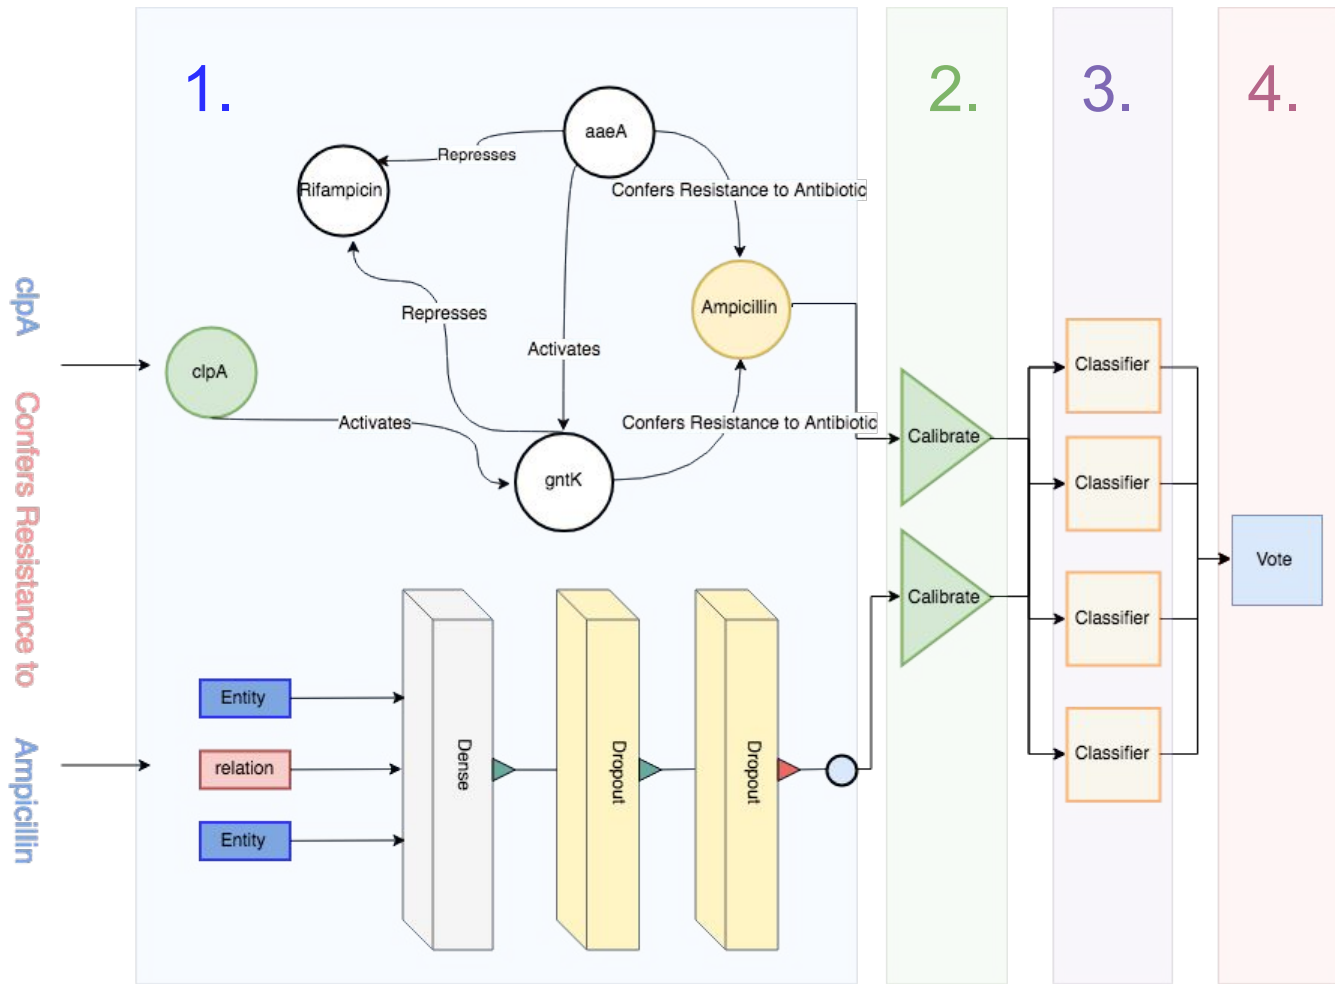 1.
2.
3.
4.
aaeA
Represses
Rifampicin
Confers Resistance to Antibiotic
clpA
Confers Resistance to
Ampicillin
Ampicillin
Represses
Activates
clpA
Activates
Confers Resistance to Antibiotic
gntK
Calibrate
Calibrate
Classifier
Classifier
Classifier
Classifier
Vote
Entity
relation
Entity
Dense
Dropout
Dropout